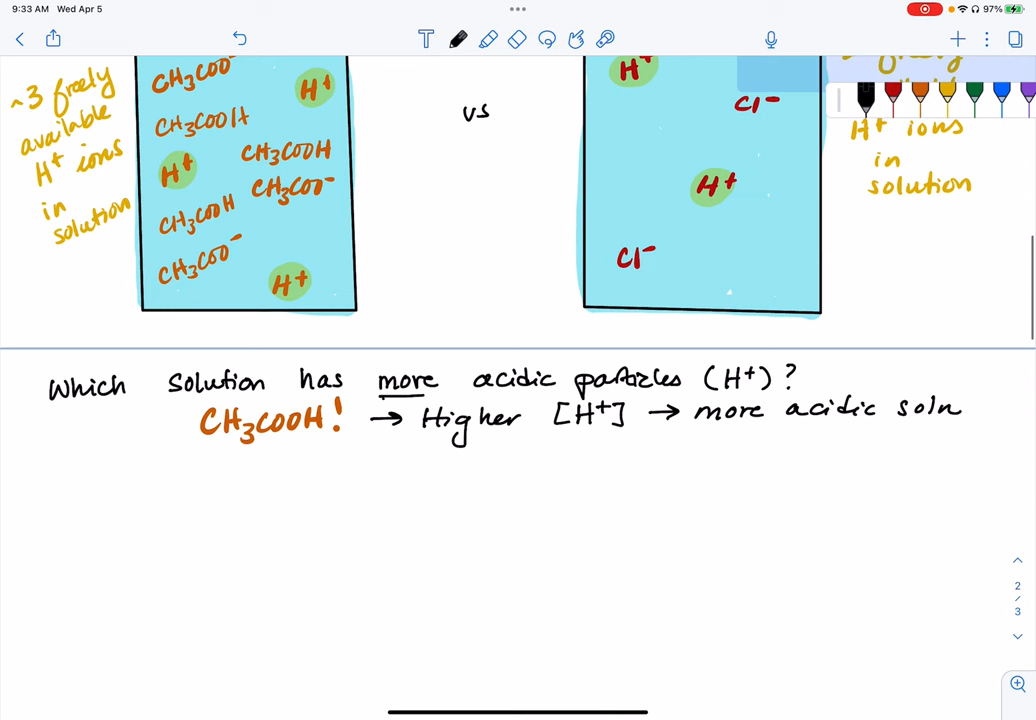 9:33 AM Wed Apr 5
97%
~3 freely
available
H+ ions
in
solution
CH3COO-
H+
CH3COOH
CH3COOH
H+
CH3COO-
CH3COOH
CH3COO-
H+
vs
H+
Cl-
H+
Cl-
freely
H+ ions
in
solution
Which solution has more acidic particles (H+)?
CH3COOH! → Higher [H+] → more acidic soln
2
/
3